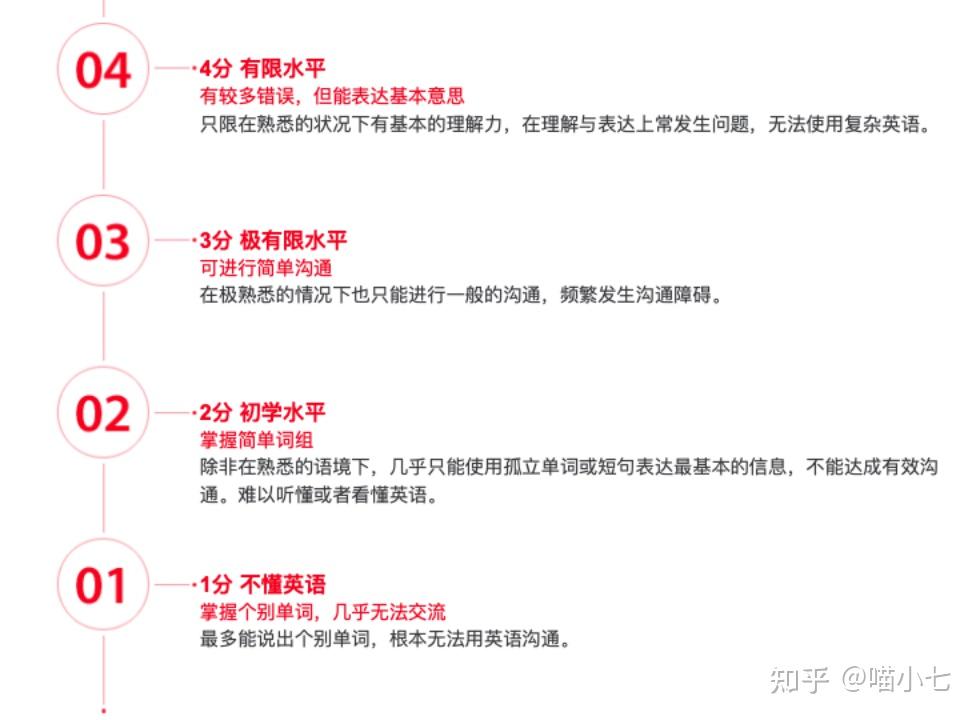 04
4分 有限水平
有较多错误，但能表达基本意思
只限在熟悉的状况下有基本的理解力，在理解与表达上常发生问题，无法使用复杂英语。
03
3分 极有限水平
可进行简单沟通
在极熟悉的情况下也只能进行一般的沟通，频繁发生沟通障碍。
02
2分 初学水平
掌握简单词组
除非在熟悉的语境下，几乎只能使用孤立单词或短句表达最基本的信息，不能达成有效沟
通。难以听懂或者看懂英语。
01
1分 不懂英语
掌握个别单词，几乎无法交流
最多能说出个别单词，根本无法用英语沟通。
知乎 @喵小七